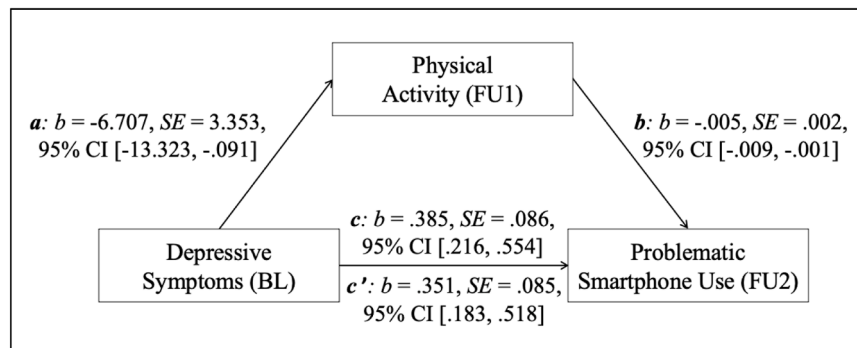 Physical
Activity (FU1)
a: b = -6.707, SE = 3.353,
95% CI [-13.323, -.091]
b: b = -.005, SE = .002,
95% CI [-.009, -.001]
Depressive
Symptoms (BL)
c: b = .385, SE = .086,
95% CI [.216, .554]
c’: b = .351, SE = .085,
95% CI [.183, .518]
Problematic
Smartphone Use (FU2)